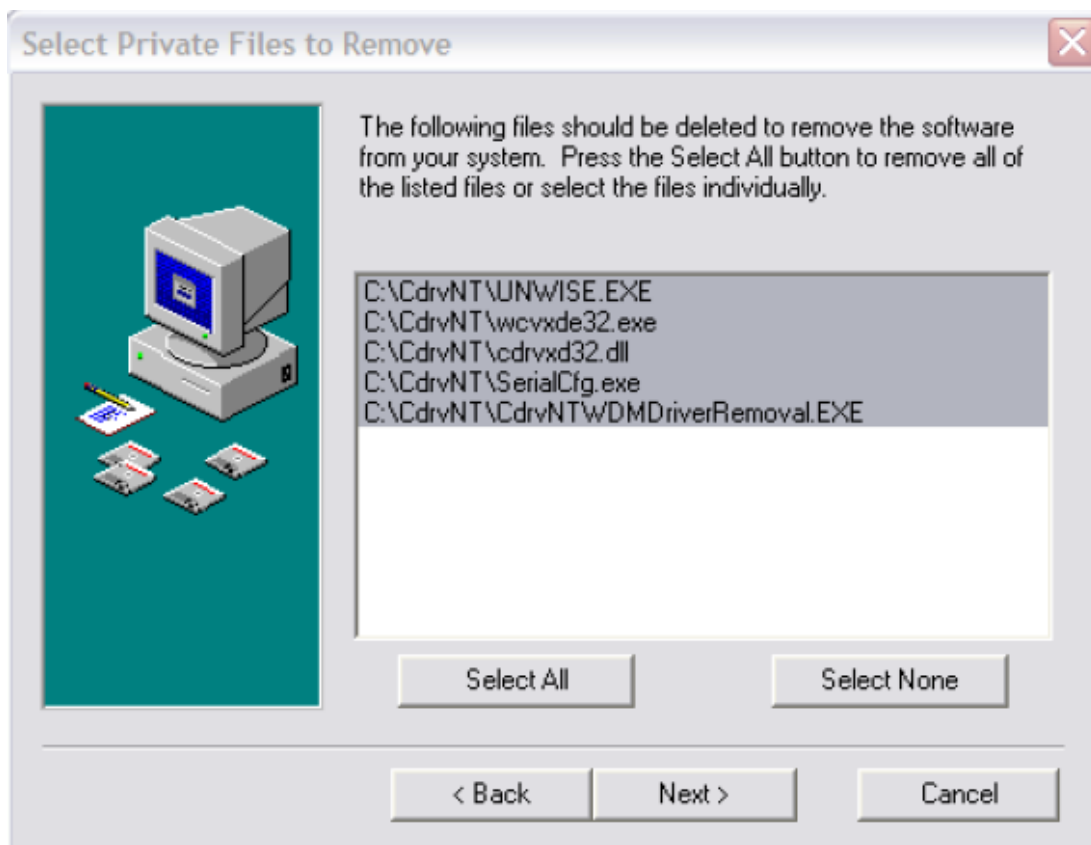 Select Private Files to Remove
The following files should be deleted to remove the software
from your system.  Press the Select All button to remove all of
the listed files or select the files individually.
C:\CdrvNT\UNWISE.EXE
C:\CdrvNT\wcvxde32.exe
C:\CdrvNT\cdrvxd32.dll
C:\CdrvNT\SerialCfg.exe
C:\CdrvNT\CdrvNTWDMDriverRemoval.EXE
Select All
Select None
< Back
Next >
Cancel